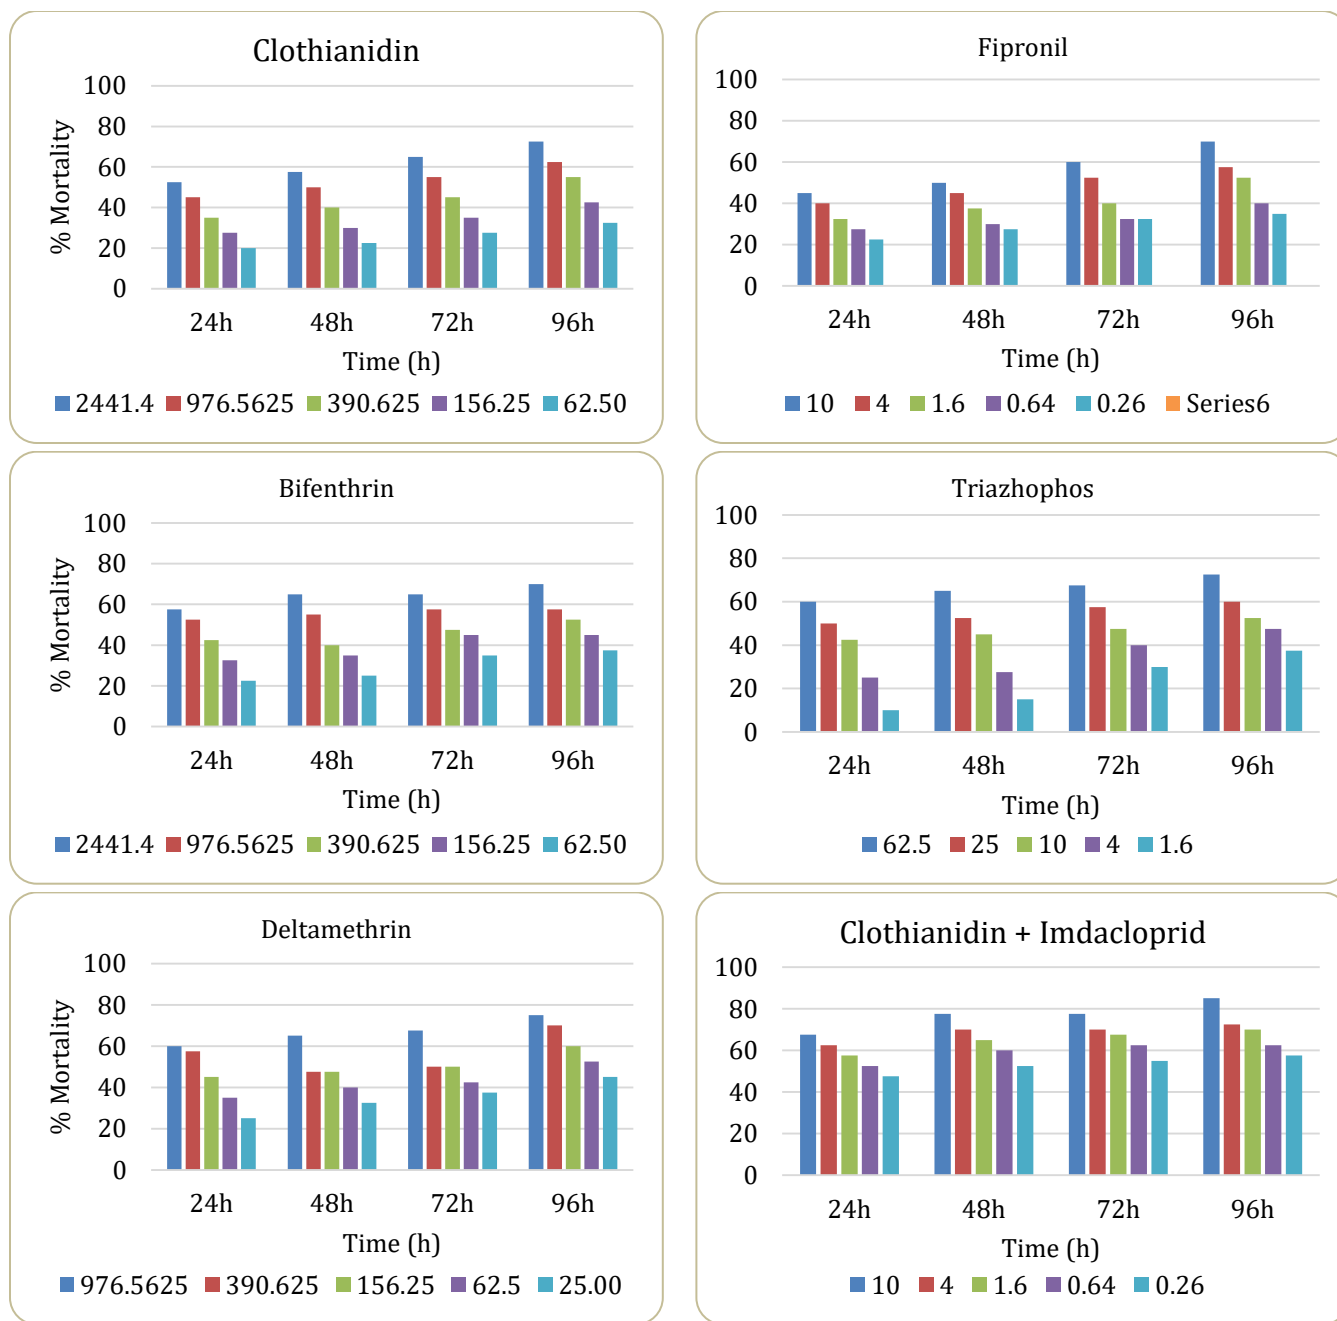 Clothianidin
% Mortality
100
80
60
40
20
0
24h 48h 72h 96h
Time (h)
2441.4 976.5625 390.625 156.25 62.50
Fipronil
100
80
60
40
20
0
24h 48h 72h 96h
Time (h)
10 4 1.6 0.64 0.26 Series6
Bifenthrin
% Mortality
100
80
60
40
20
0
24h 48h 72h 96h
Time (h)
2441.4 976.5625 390.625 156.25 62.50
Triazhophos
100
80
60
40
20
0
24h 48h 72h 96h
Time (h)
62.5 25 10 4 1.6
Deltamethrin
% Mortality
100
80
60
40
20
0
24h 48h 72h 96h
Time (h)
976.5625 390.625 156.25 62.5 25.00
Clothianidin + Imdacloprid
100
80
60
40
20
0
24h 48h 72h 96h
Time (h)
10 4 1.6 0.64 0.26